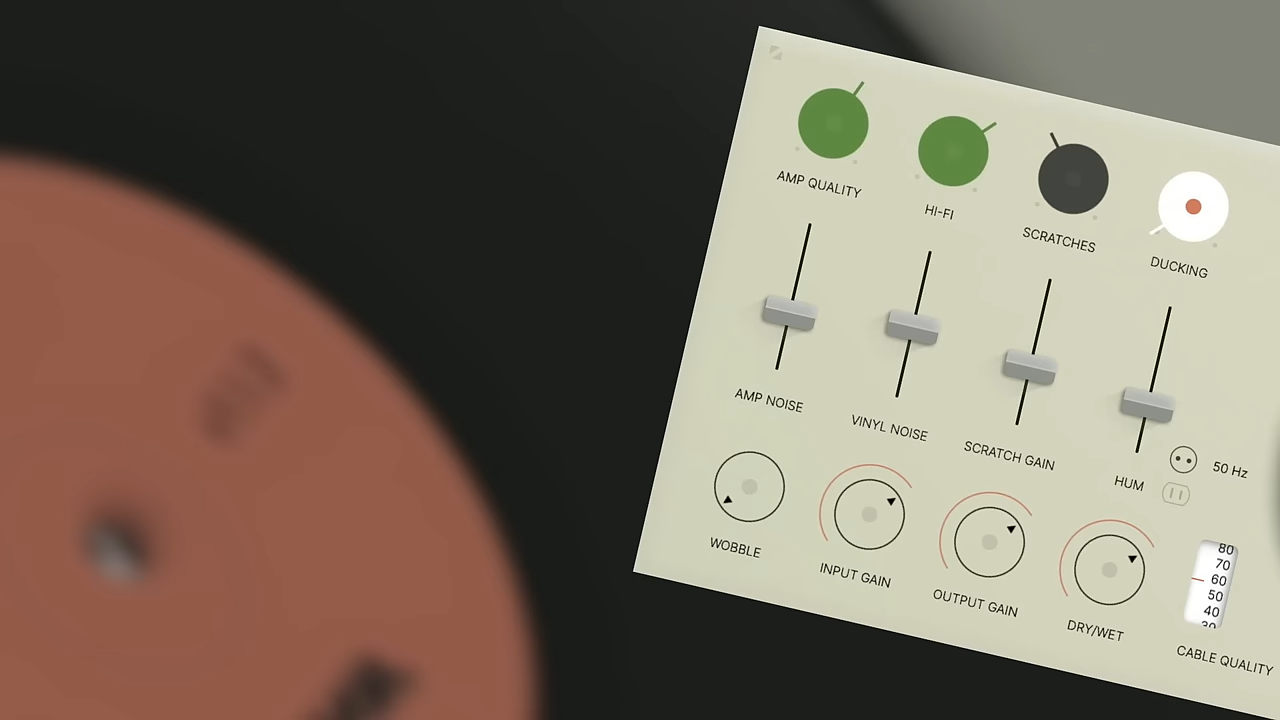 AMP QUALITY
HI-FI
SCRATCHES
DUCKING
AMP NOISE
VINYL NOISE
SCRATCH GAIN
HUM
50 Hz
WOBBLE
INPUT GAIN
OUTPUT GAIN
DRY/WET
80
70
60
50
40
30
CABLE QUALITY